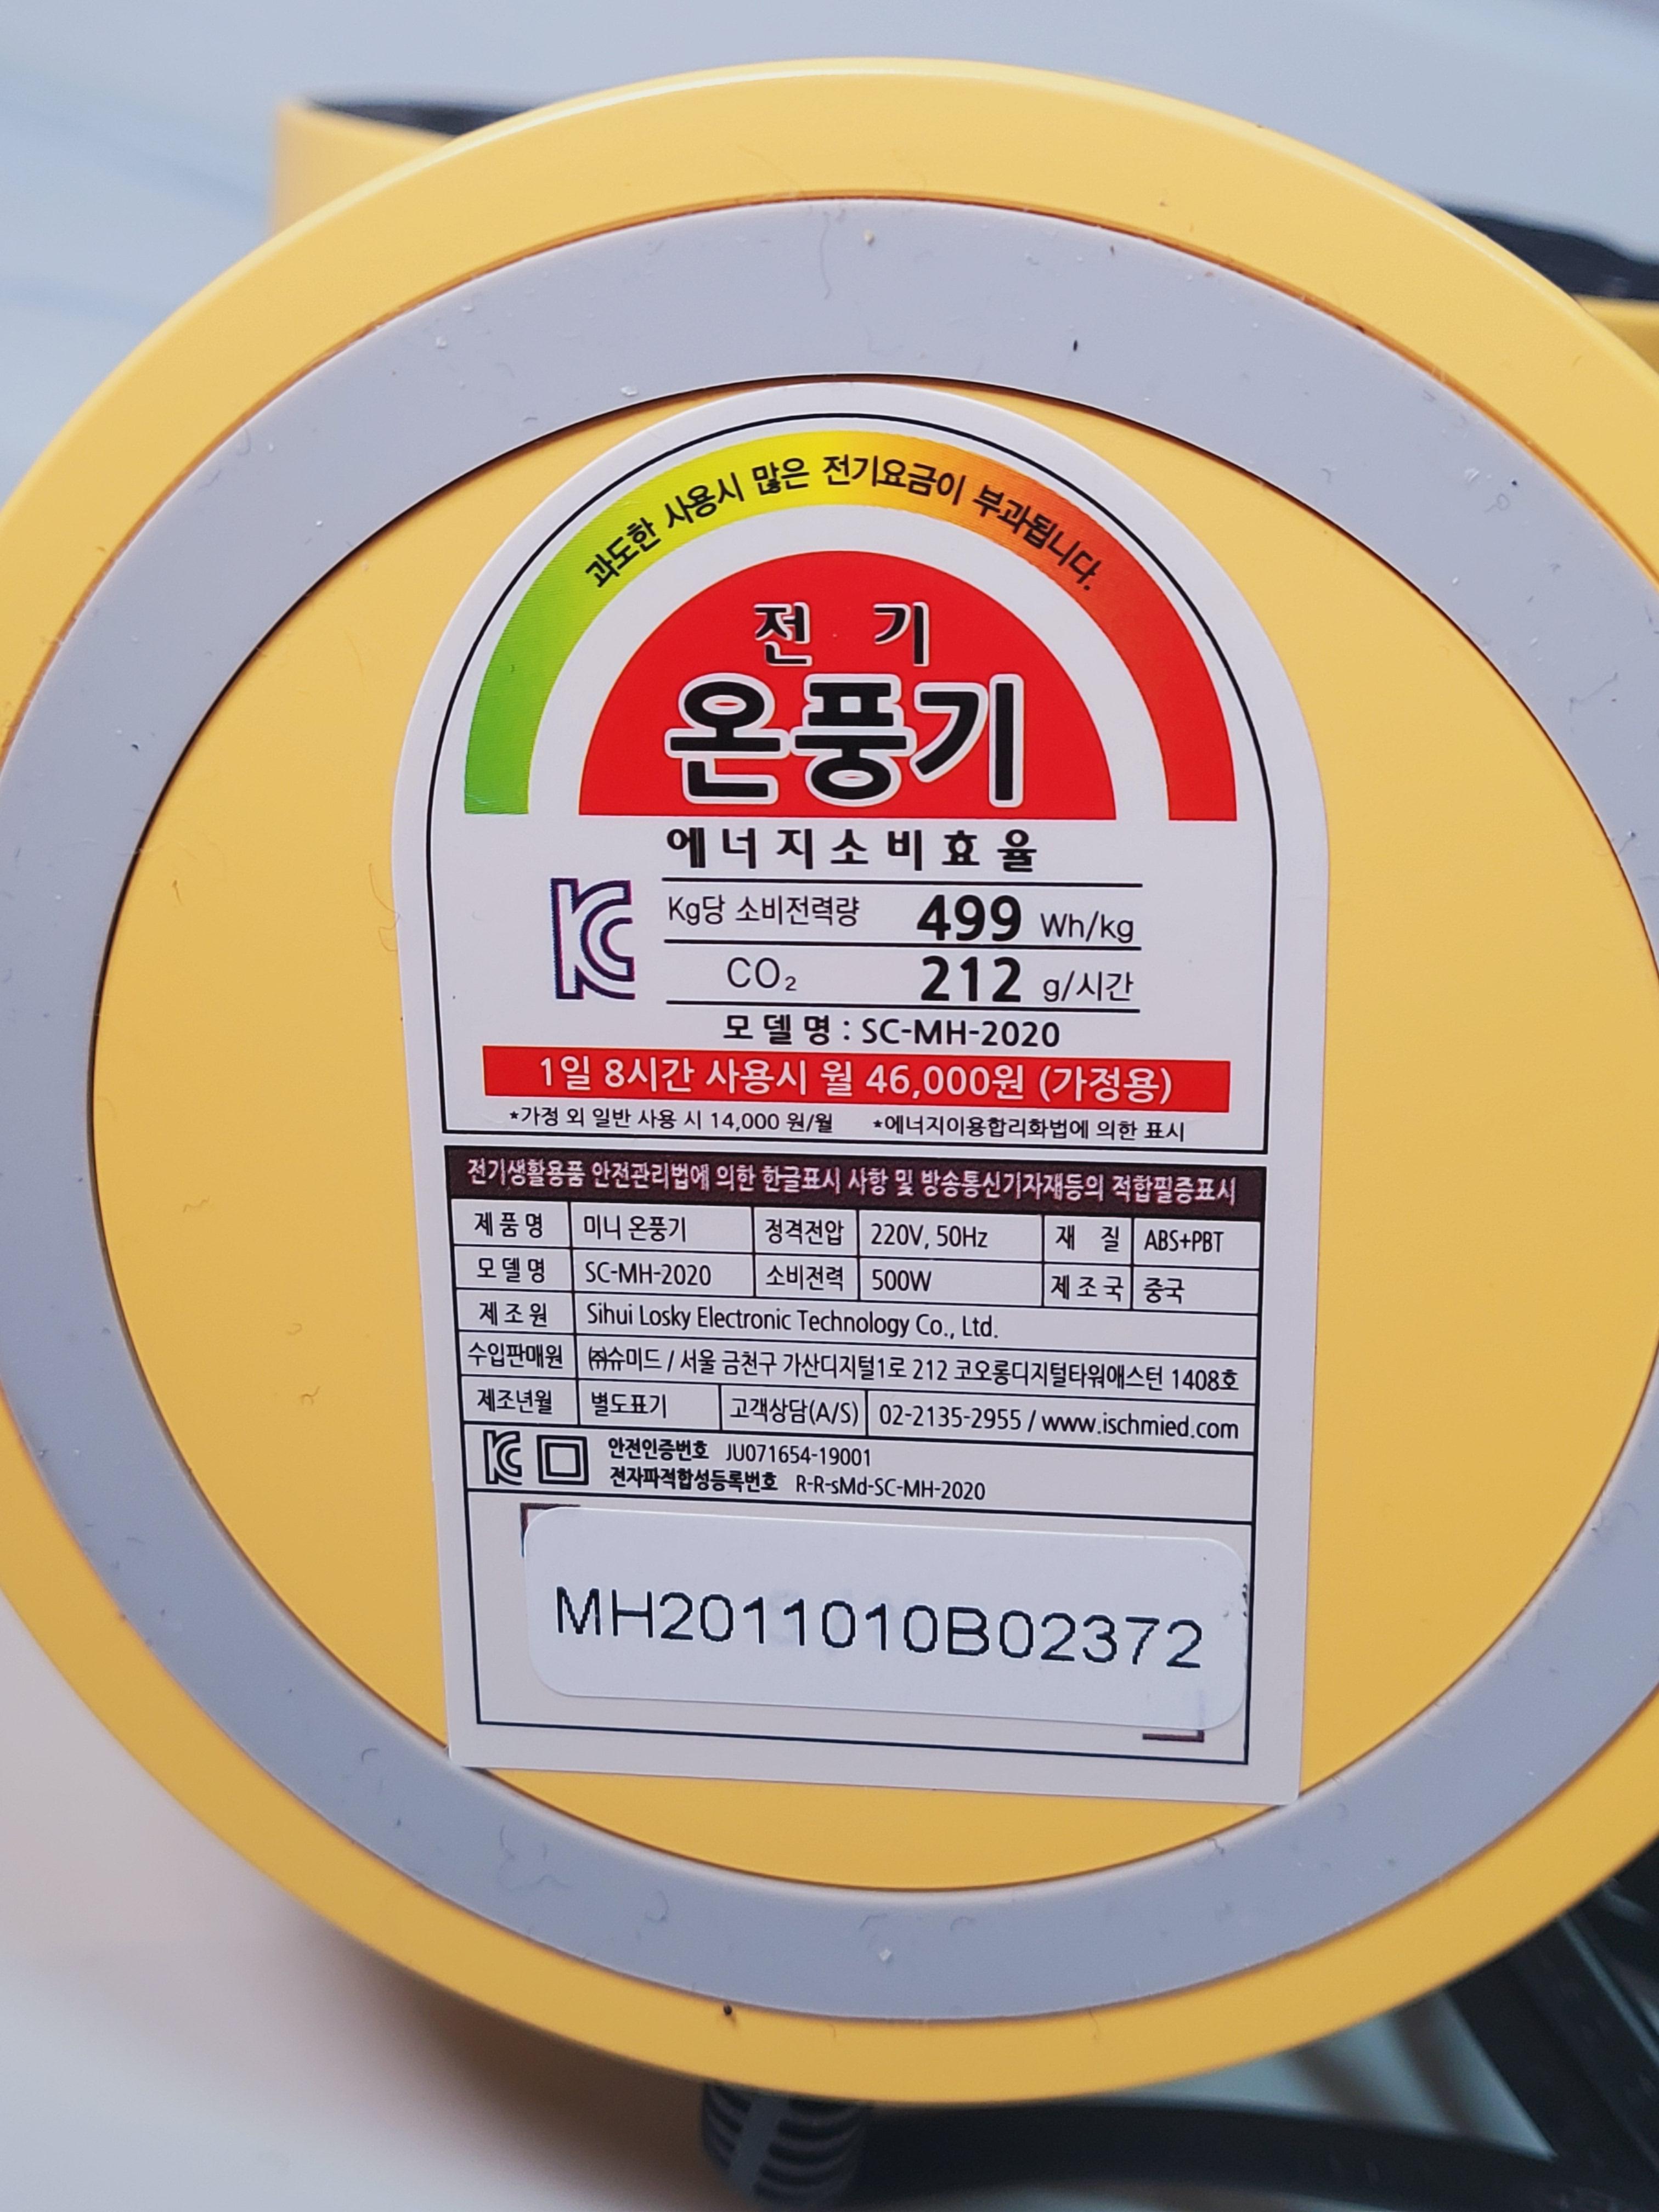 과도한 사용시 많은 전기요금이 부과됩니다.
전 기
온풍기
에너지소비효율
Kg당 소비전력량 499 Wh/kg
CO₂ 212 g/시간
모델명 : SC-MH-2020
1일 8시간 사용시 월 46,000원 (가정용)
*가정 외 일반 사용 시 14,000 원/월 *에너지이용합리화법에 의한 표시
전기생활용품 안전관리법에 의한 한글표시 사항 및 방송통신기자재등의 적합필증표시
제품명 미니 온풍기 정격전압 220V, 50Hz 재 질 ABS+PBT
모델명 SC-MH-2020 소비전력 500W 제조국 중국
제조원 Sihui Losky Electronic Technology Co., Ltd.
수입판매원 ㈜슈미드 / 서울 금천구 가산디지털1로 212 코오롱디지털타워애스턴 1408호
제조년월 별도표기 고객상담(A/S) 02-2135-2955 / www.ischmied.com
안전인증번호 JU071654-19001
전자파적합성등록번호 R-R-sMd-SC-MH-2020
MH2011010B02372